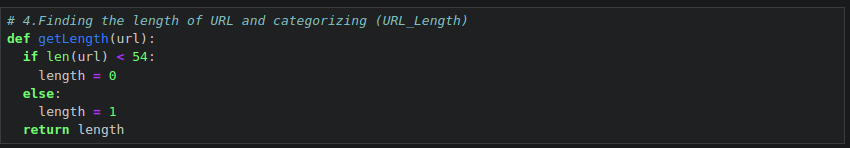 # 4.Finding the length of URL and categorizing (URL_Length)
def getLength(url):
  if len(url) < 54:
    length = 0
  else:
    length = 1
  return length